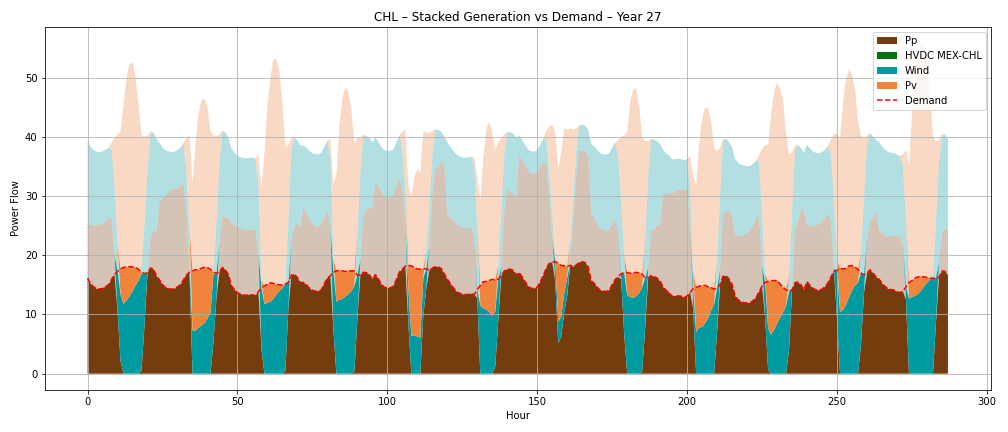 CHL – Stacked Generation vs Demand – Year 27
Pp
HVDC MEX-CHL
Wind
Pv
Demand
Power Flow
50
40
30
20
10
0
0 50 100 150 200 250 300
Hour